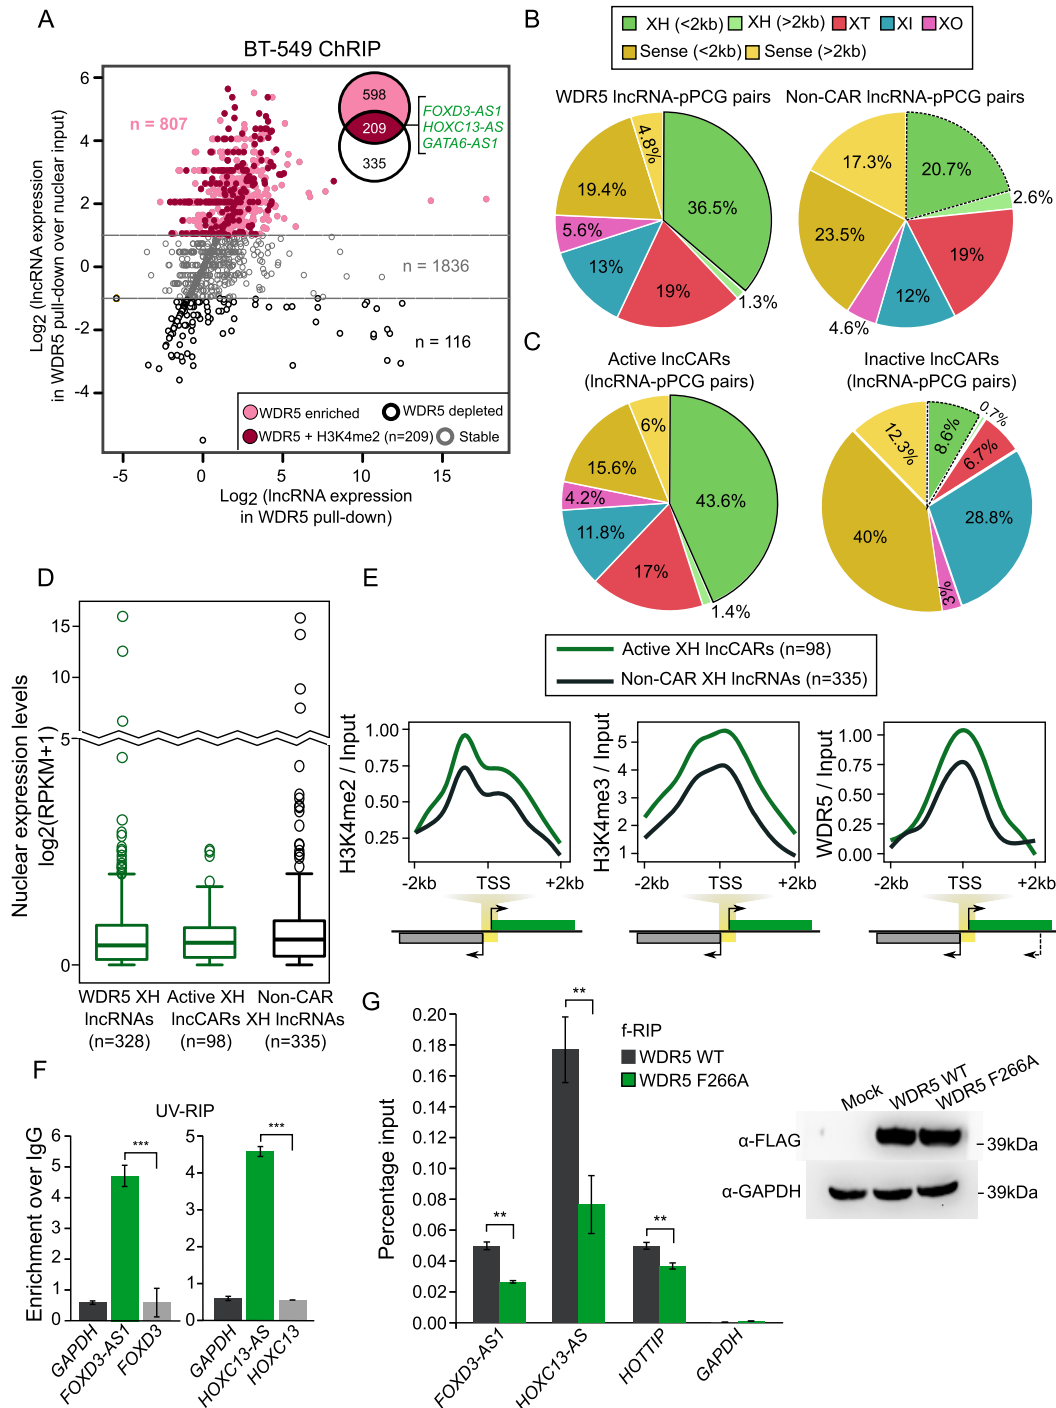 A
BT-549 ChRIP
Log2 (lncRNA expression
in WDR5 pull-down over nuclear input)
6
4
2
0
-2
-4
n = 807
598
209
335
FOXD3-AS1
HOXC13-AS
GATA6-AS1
n = 1836
n = 116
WDR5 enriched
WDR5 depleted
WDR5 + H3K4me2 (n=209)
Stable
-5
0
5
10
15
Log2 (lncRNA expression
in WDR5 pull-down)
B
XH (<2kb)
XH (>2kb)
XT
XI
XO
Sense (<2kb)
Sense (>2kb)
WDR5 lncRNA-pPCG pairs
4.8%
36.5%
19.4%
5.6%
13%
19%
1.3%
Non-CAR lncRNA-pPCG pairs
17.3%
20.7%
2.6%
23.5%
19%
12%
4.6%
C
Active lncCARs
(lncRNA-pPCG pairs)
6%
15.6%
43.6%
4.2%
11.8%
17%
1.4%
Inactive lncCARs
(lncRNA-pPCG pairs)
12.3%
8.6%
0.7%
6.7%
28.8%
40%
3%
D
Nuclear expression levels
log2(RPKM+1)
15
10
5
0
WDR5 XH
lncRNAs
(n=328)
Active XH
lncCARs
(n=98)
Non-CAR
XH lncRNAs
(n=335)
E
Active XH lncCARs (n=98)
Non-CAR XH lncRNAs (n=335)
H3K4me2 / Input
1.00
0.75
0.50
0.25
-2kb
TSS
+2kb
H3K4me3 / Input
5
4
3
2
1
-2kb
TSS
+2kb
WDR5 / Input
1.00
0.75
0.50
0.25
0.00
-2kb
TSS
+2kb
F
UV-RIP
Enrichment over IgG
6
5
4
3
2
1
0
***
GAPDH
FOXD3-AS1
FOXD3
5
4
3
2
1
0
***
GAPDH
HOXC13-AS
HOXC13
G
Percentage input
0.20
0.18
0.16
0.14
0.12
0.10
0.08
0.06
0.04
0.02
0.00
**
**
**
f-RIP
WDR5 WT
WDR5 F266A
FOXD3-AS1
HOXC13-AS
HOTTIP
GAPDH
Mock
WDR5 WT
WDR5 F266A
α-FLAG
-39kDa
α-GAPDH
-39kDa